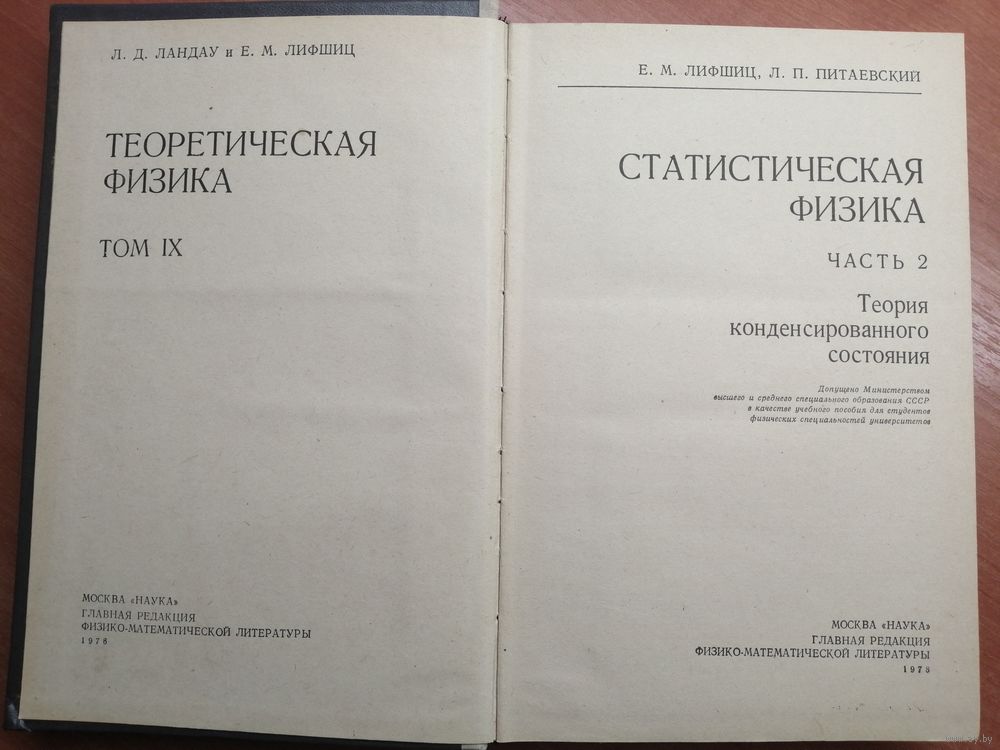 Л. Д. ЛАНДАУ и Е. М. ЛИФШИЦ
ТЕОРЕТИЧЕСКАЯ
ФИЗИКА
ТОМ IX
МОСКВА «НАУКА»
ГЛАВНАЯ РЕДАКЦИЯ
ФИЗИКО-МАТЕМАТИЧЕСКОЙ ЛИТЕРАТУРЫ
Е. М. ЛИФШИЦ, Л. П. ПИТАЕВСКИЙ
СТАТИСТИЧЕСКАЯ
ФИЗИКА
ЧАСТЬ 2
Теория
конденсированного
состояния
Допущено Министерством
высшего и среднего специального образования СССР
в качестве учебного пособия для студентов
физических специальностей университетов
МОСКВА «НАУКА»
ГЛАВНАЯ РЕДАКЦИЯ
ФИЗИКО-МАТЕМАТИЧЕСКОЙ ЛИТЕРАТУРЫ